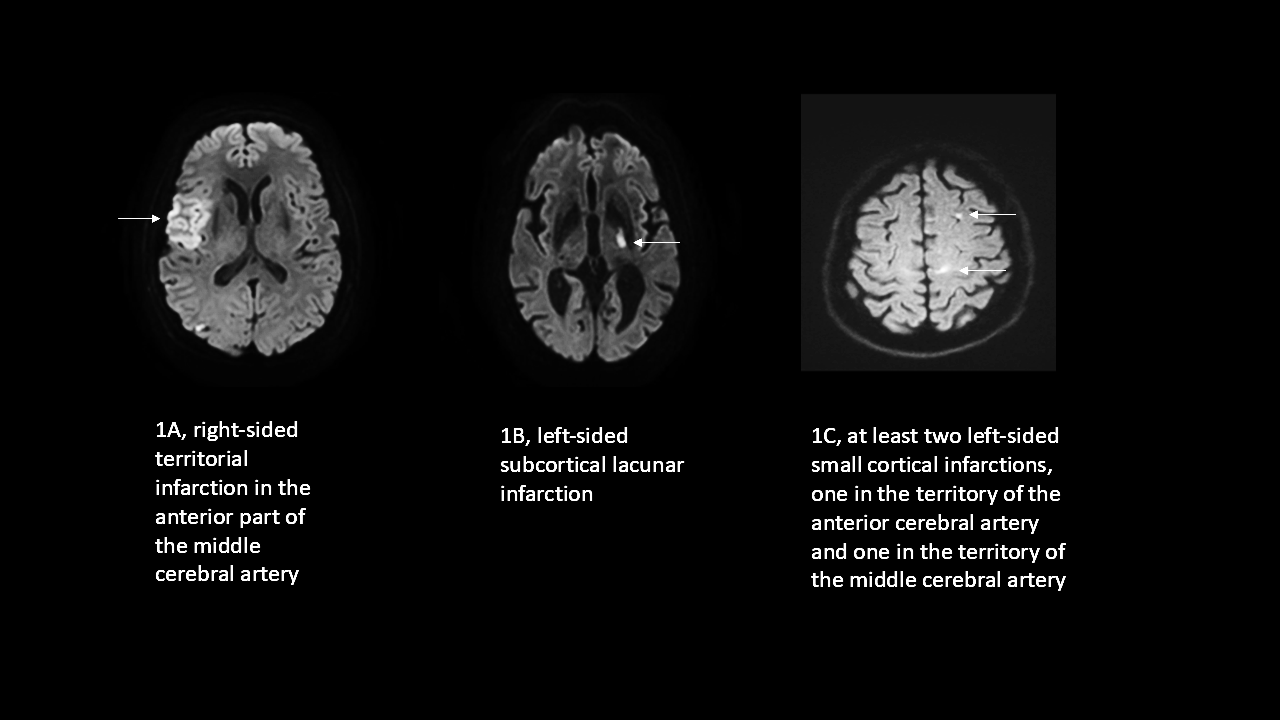 1A, right-sided
territorial
infarction in the
anterior part of
the middle
cerebral artery
1B, left-sided
subcortical lacunar
infarction
1C, at least two left-sided
small cortical infarctions,
one in the territory of the
anterior cerebral artery
and one in the territory of
the middle cerebral artery